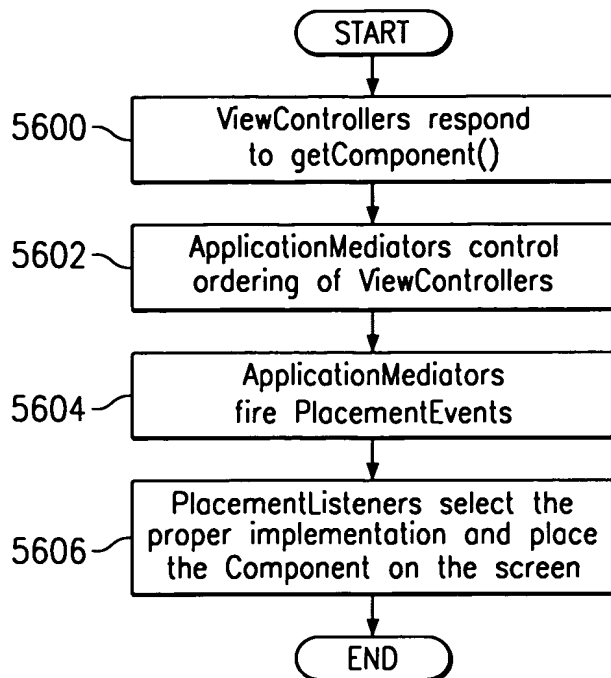 START
5600
ViewControllers respond
to getComponent()
5602
ApplicationMediators control
ordering of ViewControllers
5604
ApplicationMediators
fire PlacementEvents
5606
PlacementListeners select the
proper implementation and place
the Component on the screen
END